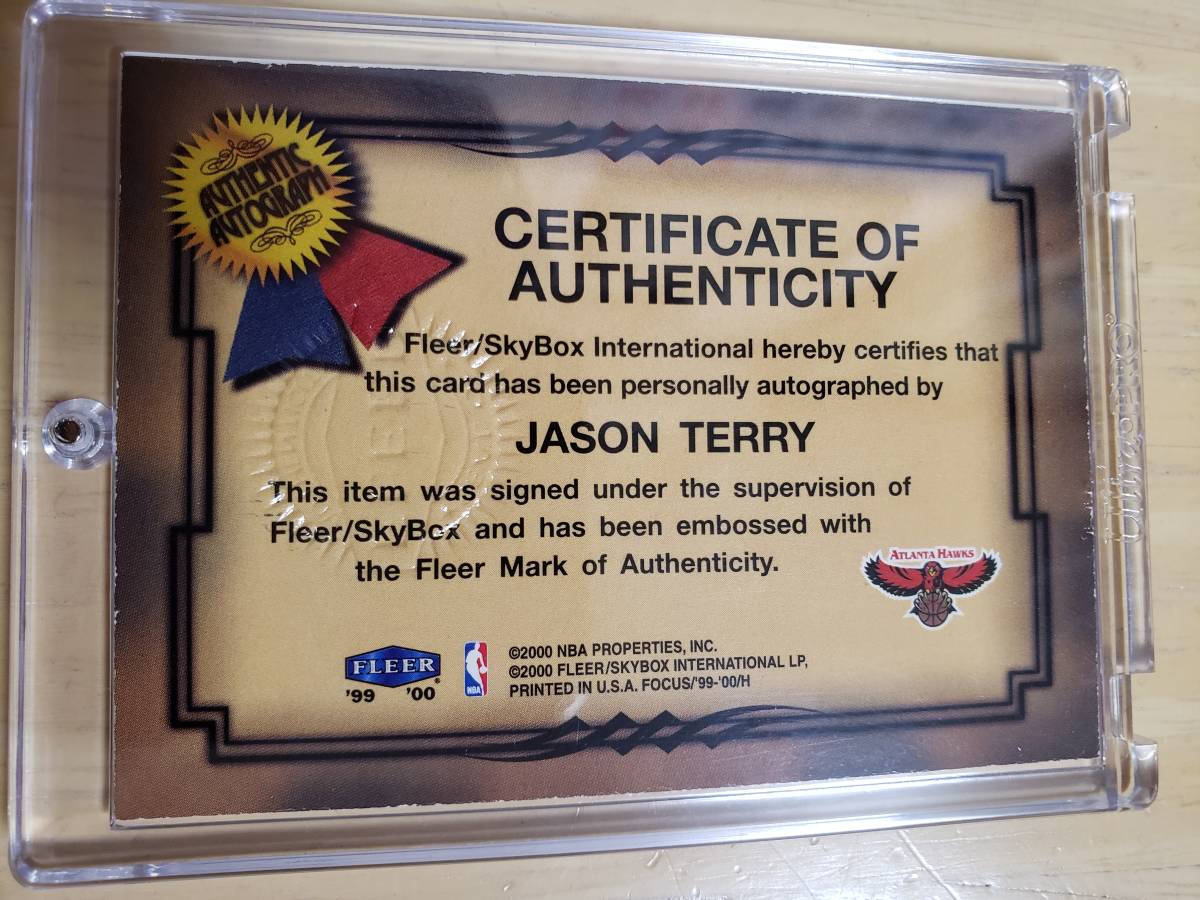 AUTHENTIC
AUTOGRAPH
CERTIFICATE OF
AUTHENTICITY
Fleer/SkyBox International hereby certifies that
this card has been personally autographed by
JASON TERRY
This item was signed under the supervision of
Fleer/SkyBox and has been embossed with
the Fleer Mark of Authenticity.
ATLANTA HAWKS
FLEER®
'99 '00
NBA
©2000 NBA PROPERTIES, INC.
©2000 FLEER/SKYBOX INTERNATIONAL LP,
PRINTED IN U.S.A. FOCUS/'99-'00/H
Ultra PRO®